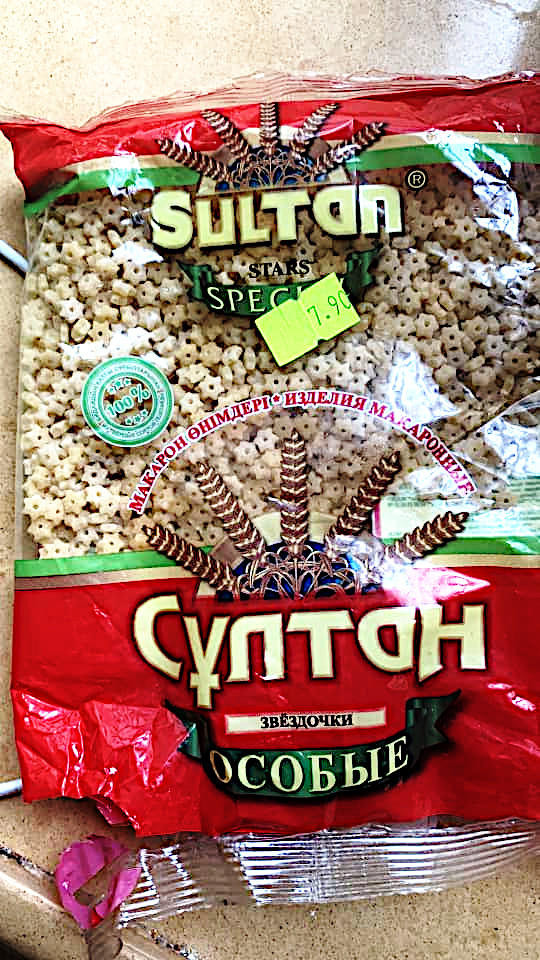 SULTAN ®
STARS
SPEC
7.90
100%
МАКАРОН ӨНІМДЕРІ ★ ИЗДЕЛИЯ МАКАРОННЫЕ
СҰЛТАН
ЗВЁЗДОЧКИ
ОСОБЫЕ